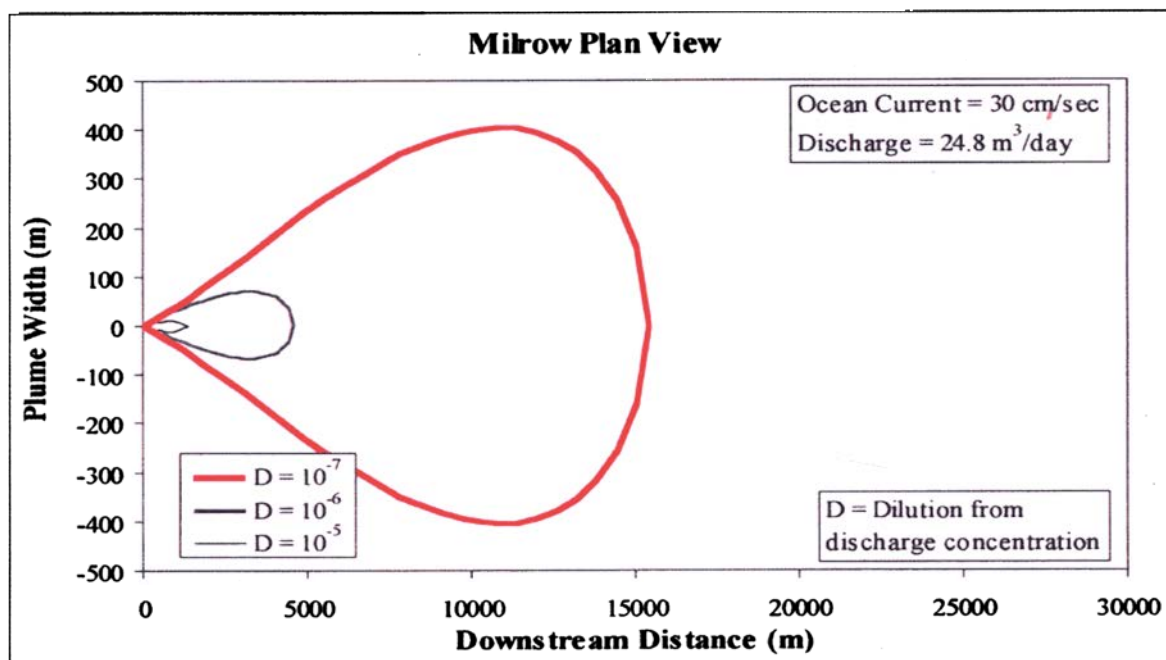 Milrow Plan View
Ocean Current = 30 cm/sec
Discharge = 24.8 m³/day
Plume Width (m)
500
400
300
200
100
0
-100
-200
-300
-400
-500
D = 10⁻⁷
D = 10⁻⁶
D = 10⁻⁵
D = Dilution from
discharge concentration
0 5000 10000 15000 20000 25000 30000
Downstream Distance (m)